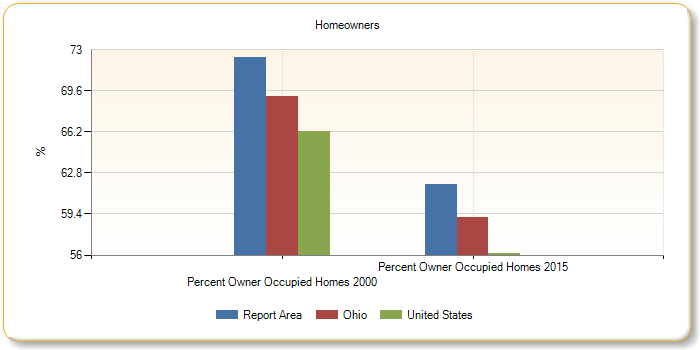 Homeowners
73
69.6
66.2
62.8
59.4
56
%
Percent Owner Occupied Homes 2015
Percent Owner Occupied Homes 2000
Report Area Ohio United States